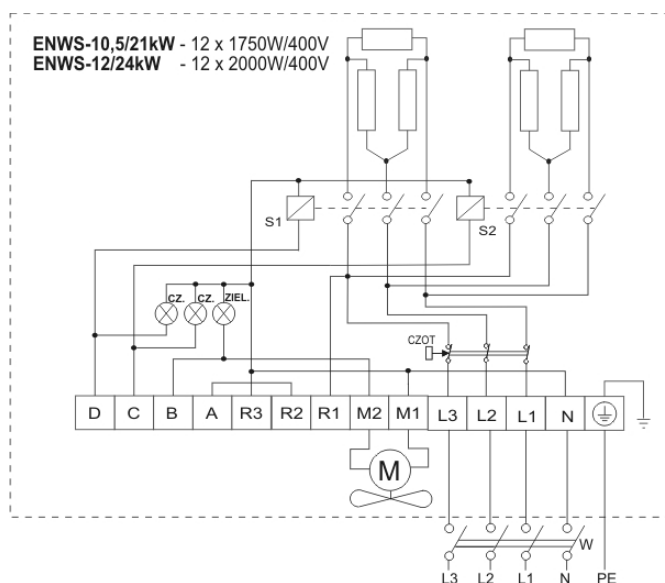 ENWS-10,5/21kW - 12 x 1750W/400V
ENWS-12/24kW - 12 x 2000W/400V
S1
S2
CZ.
CZ.
ZIEL.
CZOT
D C B A R3 R2 R1 M2 M1 L3 L2 L1 N
M
W
L3 L2 L1 N PE